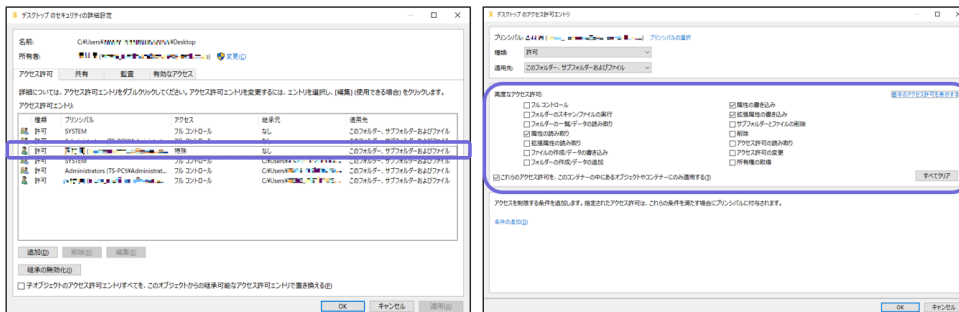 デスクトップ のセキュリティの詳細設定
名前:
C:¥Users¥
¥Desktop
所有者:
変更(C)
アクセス許可
共有
監査
有効なアクセス
詳細については、アクセス許可エントリをダブルクリックしてください。アクセス許可エントリを変更するには、エントリを選択し、[編集] (使用できる場合) をクリックします。
アクセス許可エントリ:
種類 プリンシパル アクセス 継承元 適用先
許可 SYSTEM フル コントロール なし このフォルダー、サブフォルダーおよびファイル
許可 特殊 なし このフォルダー、サブフォルダーおよびファイル
許可 SYSTEM フル コントロール C:¥Users¥ このフォルダー、サブフォルダーおよびファイル
許可 Administrators (TS-PCS¥Administrat... フル コントロール C:¥Users¥ このフォルダー、サブフォルダーおよびファイル
許可 フル コントロール C:¥Users¥ このフォルダー、サブフォルダーおよびファイル
追加(D)
削除(R)
編集(E)
継承の無効化(I)
子オブジェクトのアクセス許可エントリすべてを、このオブジェクトからの継承可能なアクセス許可エントリで置き換える(P)
OK
キャンセル
適用(A)
デスクトップ のアクセス許可エントリ
プリンシパル:
プリンシパルの選択
種類:
許可
適用先:
このフォルダー、サブフォルダーおよびファイル
高度なアクセス許可:
基本のアクセス許可を表示する
フル コントロール
フォルダーのスキャン/ファイルの実行
フォルダーの一覧/データの読み取り
属性の読み取り
拡張属性の読み取り
ファイルの作成/データの書き込み
フォルダーの作成/データの追加
属性の書き込み
拡張属性の書き込み
サブフォルダーとファイルの削除
削除
アクセス許可の読み取り
アクセス許可の変更
所有権の取得
これらのアクセス許可を、このコンテナーの中にあるオブジェクトやコンテナーにのみ適用する(T)
すべてクリア
アクセスを制限する条件を追加します。指定されたアクセス許可は、これらの条件を満たす場合にプリンシパルに付与されます。
条件の追加(D)
OK
キャンセル